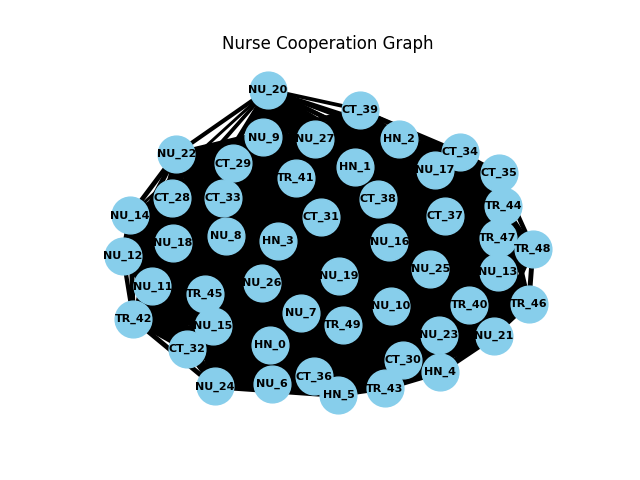 Nurse Cooperation Graph
NU_20
CT_39
NU_9
NU_27
HN_2
NU_22
CT_34
CT_29
HN_1
NU_17
CT_35
TR_41
CT_28
CT_33
CT_38
TR_44
NU_14
CT_31
CT_37
NU_8
TR_47
NU_18
HN_3
NU_16
TR_48
NU_12
NU_25
NU_13
NU_11
NU_26
NU_19
TR_45
TR_42
NU_7
NU_10
TR_40
TR_46
NU_15
TR_49
NU_23
NU_21
CT_32
HN_0
CT_30
NU_24
NU_6
CT_36
HN_5
TR_43
HN_4